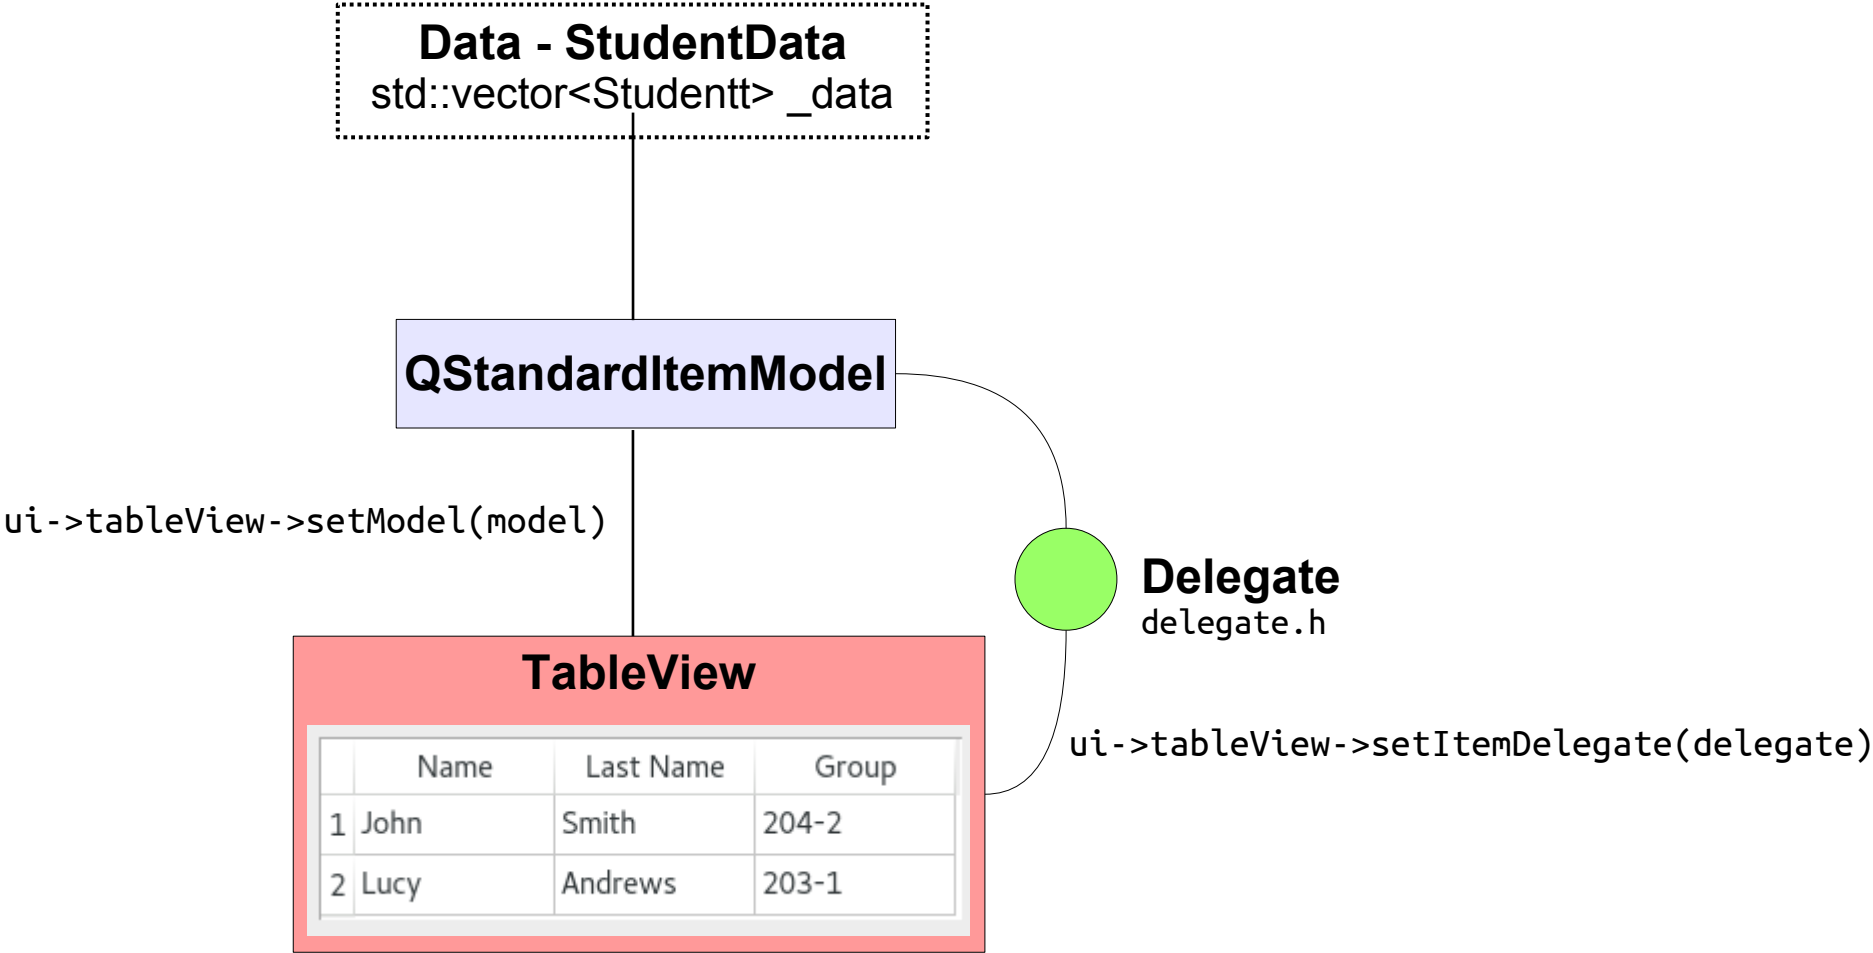 Data - StudentData
std::vector<Studentt> _data
QStandardItemModel
ui->tableView->setModel(model)
Delegate
delegate.h
TableView
ui->tableView->setItemDelegate(delegate)
Name Last Name Group
1 John Smith 204-2
2 Lucy Andrews 203-1